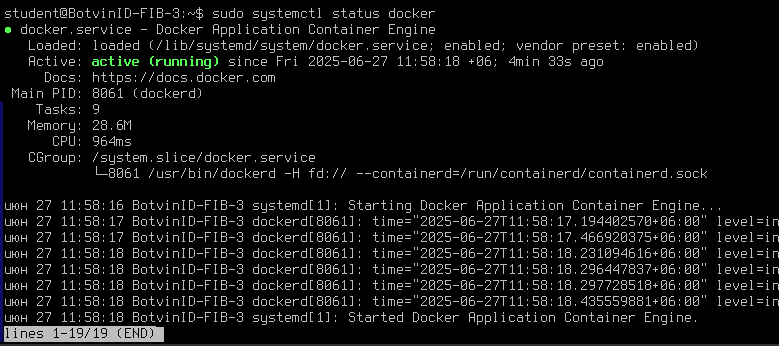 student@BotvinID-FIB-3:~$ sudo systemctl status docker
● docker.service - Docker Application Container Engine
Loaded: loaded (/lib/systemd/system/docker.service; enabled; vendor preset: enabled)
Active: active (running) since Fri 2025-06-27 11:58:18 +06; 4min 33s ago
Docs: https://docs.docker.com
Main PID: 8061 (dockerd)
Tasks: 9
Memory: 28.6M
CPU: 964ms
CGroup: /system.slice/docker.service
└─8061 /usr/bin/dockerd -H fd:// --containerd=/run/containerd/containerd.sock
июн 27 11:58:16 BotvinID-FIB-3 systemd[1]: Starting Docker Application Container Engine...
июн 27 11:58:17 BotvinID-FIB-3 dockerd[8061]: time="2025-06-27T11:58:17.194402570+06:00" level=in
июн 27 11:58:17 BotvinID-FIB-3 dockerd[8061]: time="2025-06-27T11:58:17.466920375+06:00" level=in
июн 27 11:58:18 BotvinID-FIB-3 dockerd[8061]: time="2025-06-27T11:58:18.231094616+06:00" level=in
июн 27 11:58:18 BotvinID-FIB-3 dockerd[8061]: time="2025-06-27T11:58:18.296447837+06:00" level=in
июн 27 11:58:18 BotvinID-FIB-3 dockerd[8061]: time="2025-06-27T11:58:18.297728518+06:00" level=in
июн 27 11:58:18 BotvinID-FIB-3 dockerd[8061]: time="2025-06-27T11:58:18.435559881+06:00" level=in
июн 27 11:58:18 BotvinID-FIB-3 systemd[1]: Started Docker Application Container Engine.
lines 1-19/19 (END)